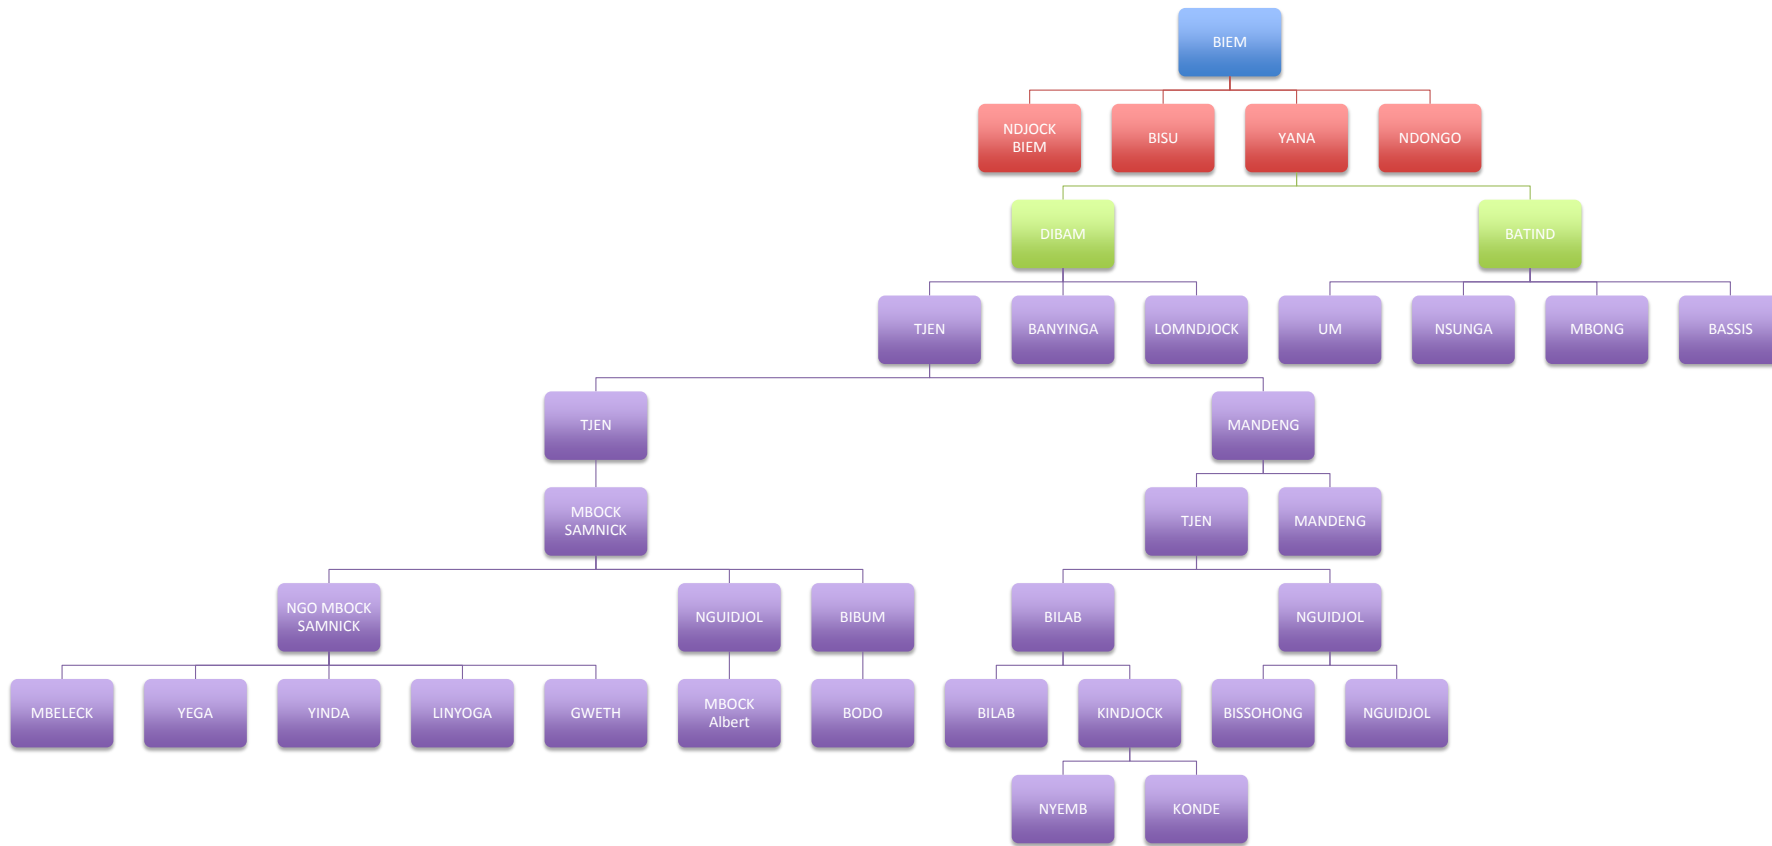 BIEM
NDJOCK
BIEM
BISU
YANA
NDONGO
DIBAM
BATIND
TJEN
BANYINGA
LOMNDJOCK
UM
NSUNGA
MBONG
BASSIS
TJEN
MANDENG
MBOCK
SAMNICK
TJEN
MANDENG
NGO MBOCK
SAMNICK
NGUIDJOL
BIBUM
BILAB
NGUIDJOL
MBELECK
YEGA
YINDA
LINYOGA
GWETH
MBOCK
Albert
BODO
BILAB
KINDJOCK
BISSOHONG
NGUIDJOL
NYEMB
KONDE